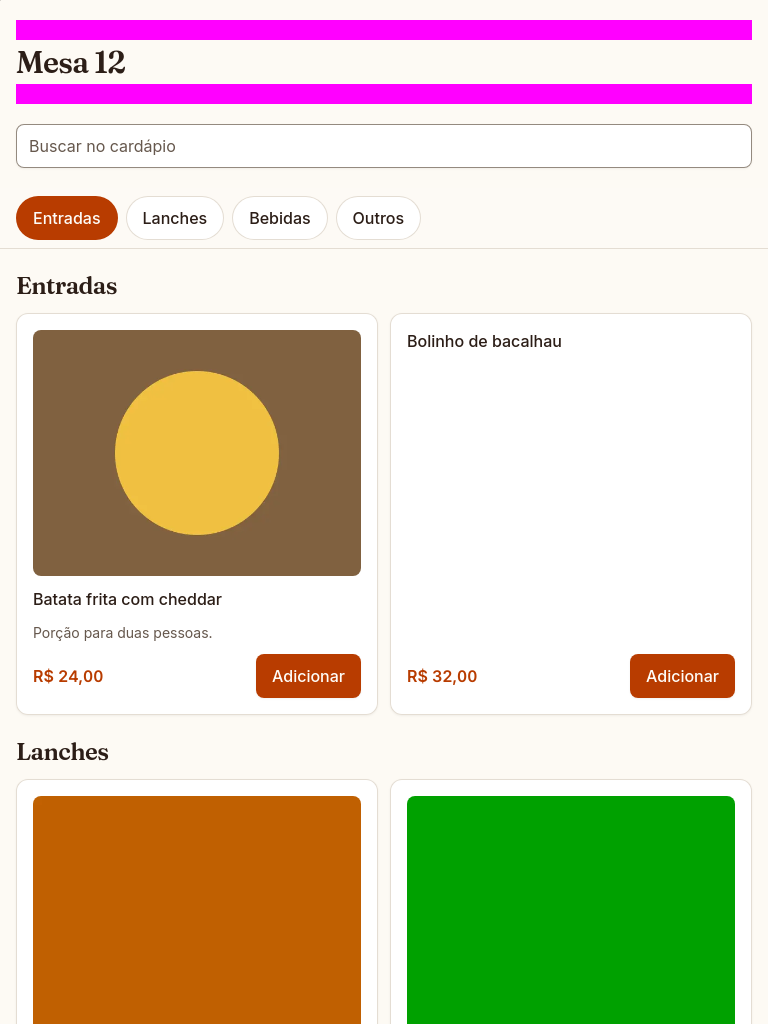 Mesa 12
Buscar no cardápio
Entradas
Lanches
Bebidas
Outros
Entradas
Batata frita com cheddar
Porção para duas pessoas.
R$ 24,00
Adicionar
Bolinho de bacalhau
R$ 32,00
Adicionar
Lanches